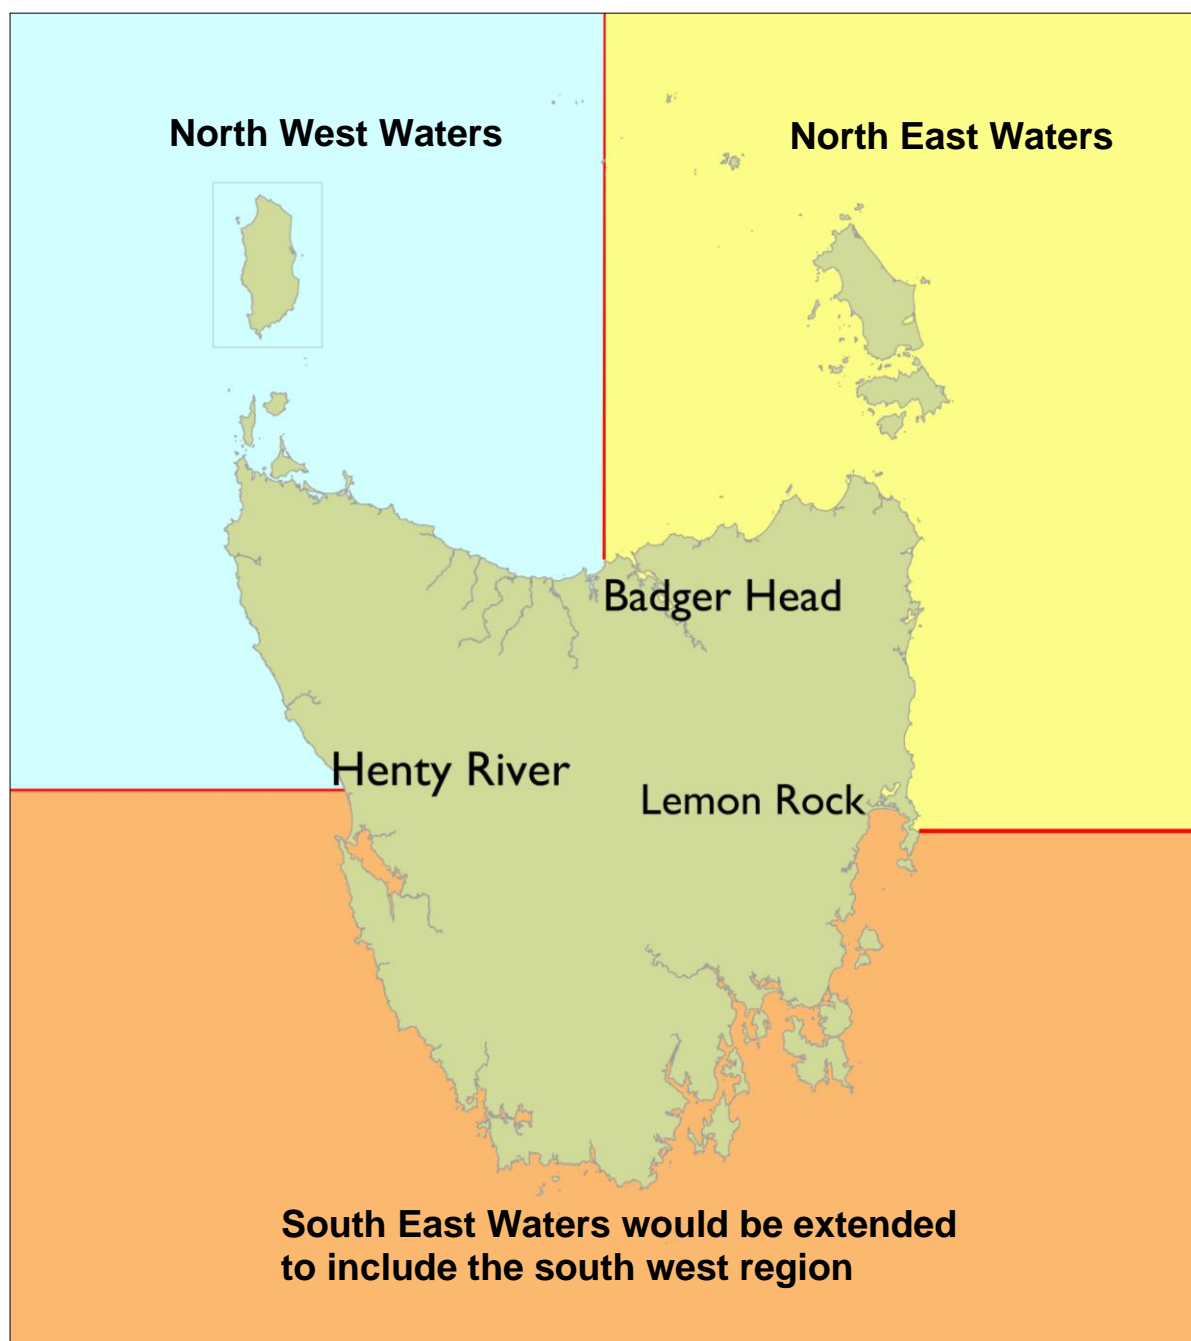 North West Waters
North East Waters
Badger Head
Henty River
Lemon Rock
South East Waters would be extended
to include the south west region